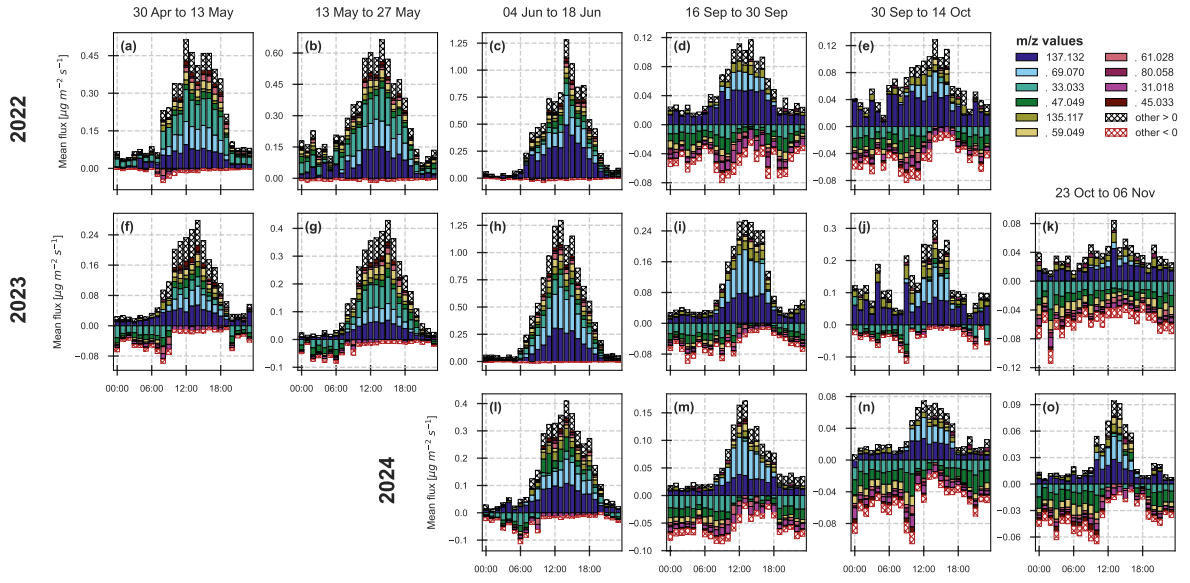 30 Apr to 13 May
13 May to 27 May
04 Jun to 18 Jun
16 Sep to 30 Sep
30 Sep to 14 Oct
2022
Mean flux [μg m⁻² s⁻¹]
(a)
0.45
0.30
0.15
0.00
(b)
0.60
0.45
0.30
0.15
0.00
(c)
1.25
1.00
0.75
0.50
0.25
0.00
(d)
0.12
0.08
0.04
0.00
−0.04
−0.08
(e)
0.12
0.08
0.04
0.00
−0.04
−0.08
m/z values
137.132
. 69.070
. 33.033
. 47.049
135.117
. 59.049
. 61.028
. 80.058
. 31.018
. 45.033
other > 0
other < 0
23 Oct to 06 Nov
2023
Mean flux [μg m⁻² s⁻¹]
(f)
0.24
0.16
0.08
0.00
−0.08
00:00 06:00 12:00 18:00
(g)
0.4
0.3
0.2
0.1
0.0
−0.1
00:00 06:00 12:00 18:00
(h)
1.25
1.00
0.75
0.50
0.25
0.00
(i)
0.24
0.16
0.08
0.00
−0.08
(j)
0.3
0.2
0.1
0.0
−0.1
(k)
0.08
0.04
0.00
−0.04
−0.08
−0.12
2024
Mean flux [μg m⁻² s⁻¹]
(l)
0.4
0.3
0.2
0.1
0.0
−0.1
00:00 06:00 12:00 18:00
(m)
0.15
0.10
0.05
0.00
−0.05
−0.10
00:00 06:00 12:00 18:00
(n)
0.08
0.04
0.00
−0.04
−0.08
00:00 06:00 12:00 18:00
(o)
0.09
0.06
0.03
0.00
−0.03
−0.06
00:00 06:00 12:00 18:00